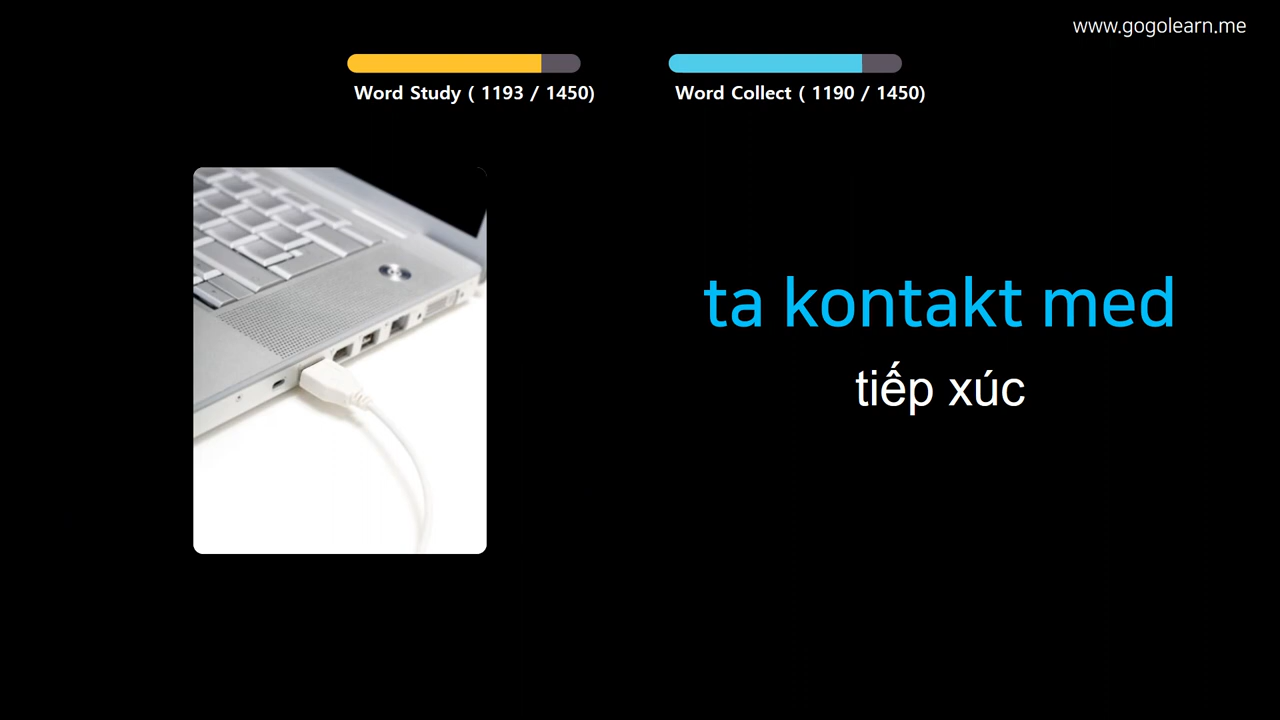 www.gogolearn.me
Word Study ( 1193 / 1450)
Word Collect ( 1190 / 1450)
ta kontakt med
tiếp xúc